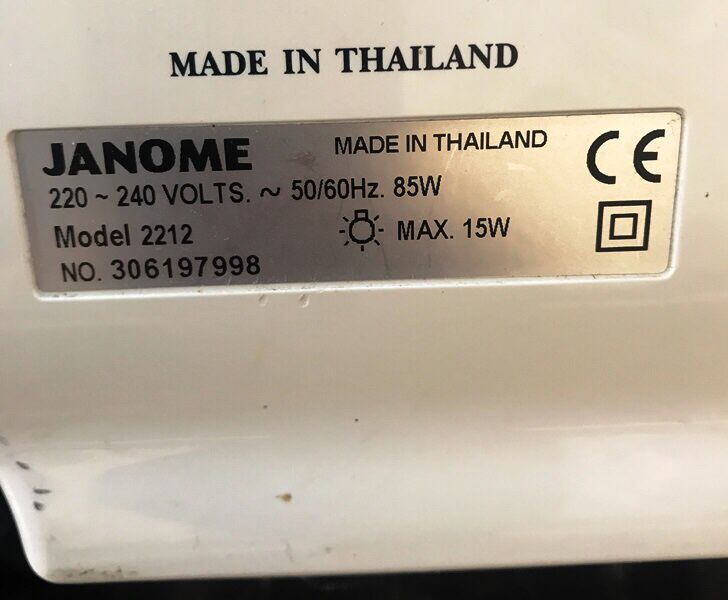 MADE IN THAILAND
JANOME MADE IN THAILAND CE
220 ~ 240 VOLTS. ~ 50/60Hz. 85W
Model 2212 MAX. 15W
NO. 306197998